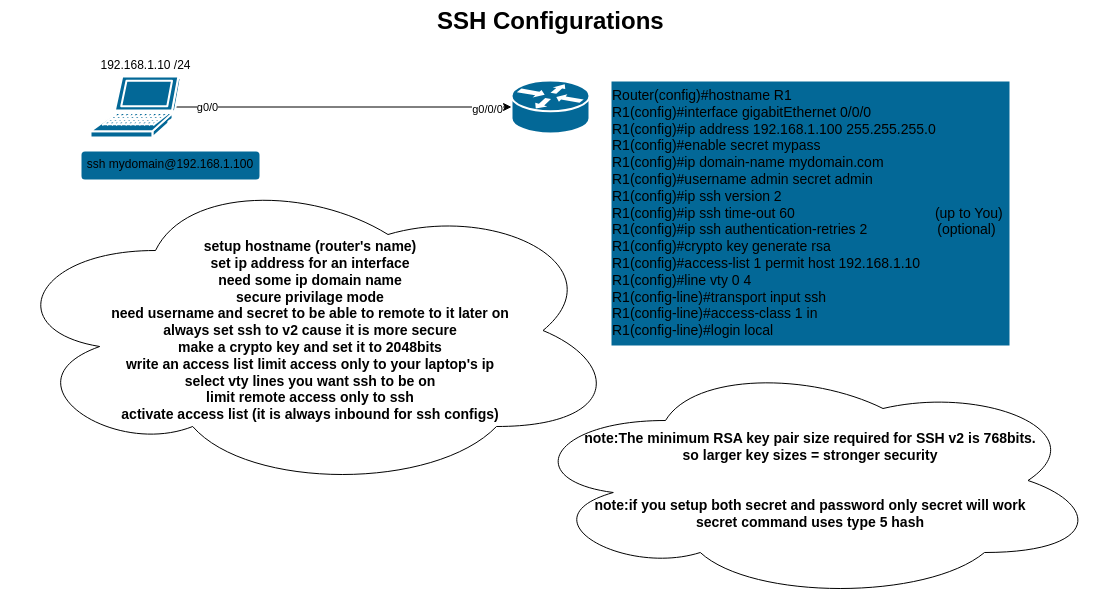 SSH Configurations
192.168.1.10 /24
g0/0
g0/0/0
ssh mydomain@192.168.1.100
Router(config)#hostname R1
R1(config)#interface gigabitEthernet 0/0/0
R1(config)#ip address 192.168.1.100 255.255.255.0
R1(config)#enable secret mypass
R1(config)#ip domain-name mydomain.com
R1(config)#username admin secret admin
R1(config)#ip ssh version 2
R1(config)#ip ssh time-out 60 (up to You)
R1(config)#ip ssh authentication-retries 2 (optional)
R1(config)#crypto key generate rsa
R1(config)#access-list 1 permit host 192.168.1.10
R1(config)#line vty 0 4
R1(config-line)#transport input ssh
R1(config-line)#access-class 1 in
R1(config-line)#login local
setup hostname (router's name)
set ip address for an interface
need some ip domain name
secure privilage mode
need username and secret to be able to remote to it later on
always set ssh to v2 cause it is more secure
make a crypto key and set it to 2048bits
write an access list limit access only to your laptop's ip
select vty lines you want ssh to be on
limit remote access only to ssh
activate access list (it is always inbound for ssh configs)
note:The minimum RSA key pair size required for SSH v2 is 768bits.
so larger key sizes = stronger security
note:if you setup both secret and password only secret will work
secret command uses type 5 hash